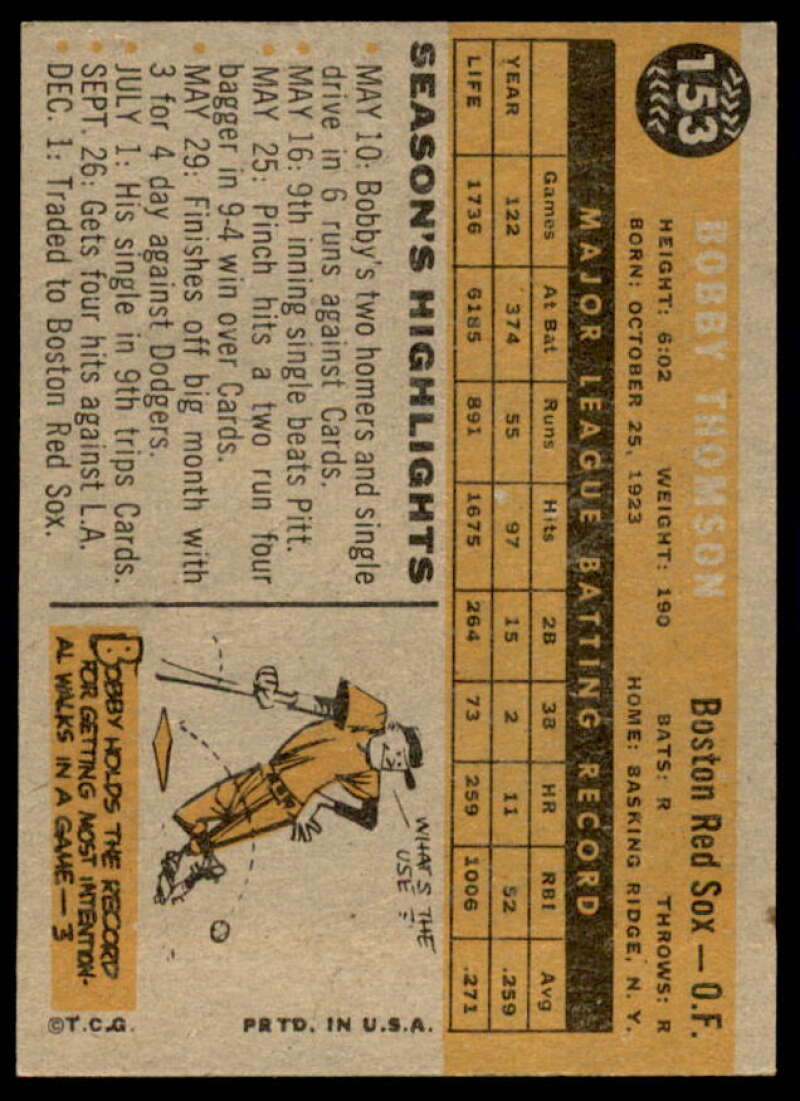 153
BOBBY THOMSON Boston Red Sox — O.F.
HEIGHT: 6:02 WEIGHT: 190 BATS: R THROWS: R
BORN: OCTOBER 25, 1923 HOME: BASKING RIDGE, N. Y.
MAJOR LEAGUE BATTING RECORD
Games At Bat Runs Hits 2B 3B HR RBI Avg
YEAR 122 374 55 97 15 2 11 52 .259
LIFE 1736 6185 891 1675 264 73 259 1006 .271
SEASON'S HIGHLIGHTS
• MAY 10: Bobby's two homers and single
drive in 6 runs against Cards.
• MAY 16: 9th inning single beats Pitt.
• MAY 25: Pinch hits a two run four
bagger in 9-4 win over Cards.
• MAY 29: Finishes off big month with
3 for 4 day against Dodgers.
• JULY 1: His single in 9th trips Cards.
• SEPT. 26: Gets four hits against L.A.
• DEC. 1: Traded to Boston Red Sox.
WHAT'S THE
USE!
BOBBY HOLDS THE RECORD
FOR GETTING MOST INTENTION-
AL WALKS IN A GAME — 3
©T.C.G. PRTD. IN U.S.A.